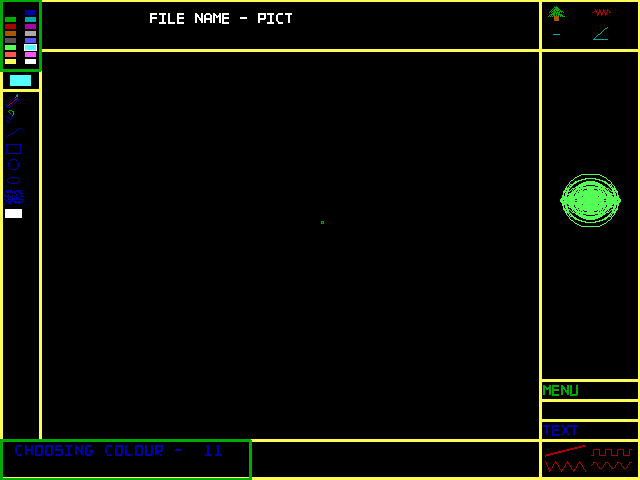 FILE NAME - PICT
MENU
TEXT
CHOOSING COLOUR - 11